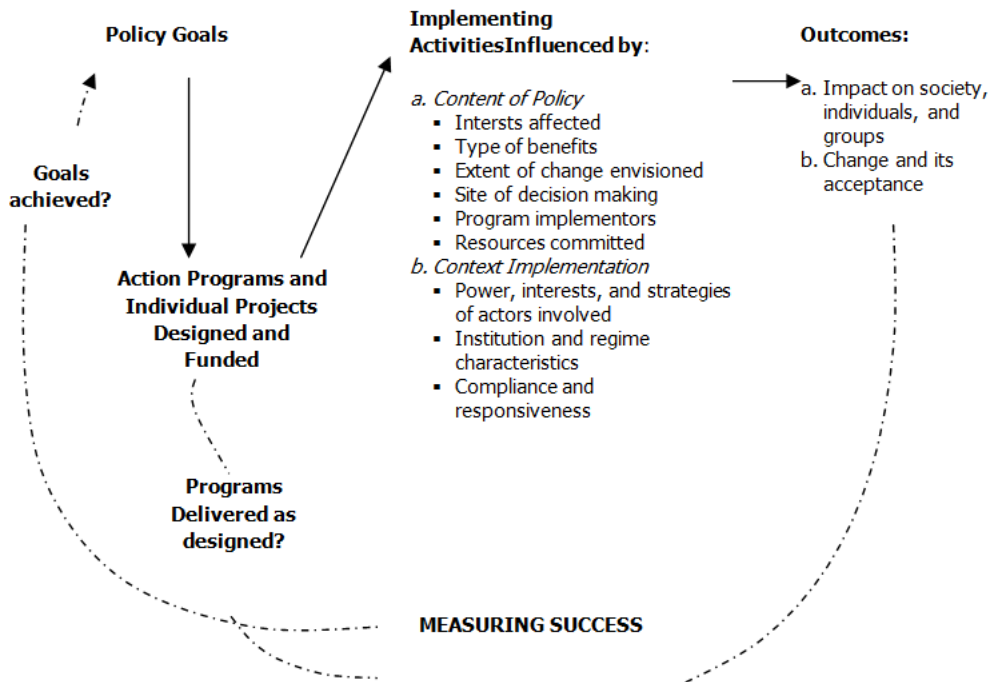 Policy Goals
Goals
achieved?
Action Programs and
Individual Projects
Designed and
Funded
Programs
Delivered as
designed?
Implementing
ActivitiesInfluenced by:
a. Content of Policy
▪ Intersts affected
▪ Type of benefits
▪ Extent of change envisioned
▪ Site of decision making
▪ Program implementors
▪ Resources committed
b. Context Implementation
▪ Power, interests, and strategies
of actors involved
▪ Institution and regime
characteristics
▪ Compliance and
responsiveness
Outcomes:
a. Impact on society,
individuals, and
groups
b. Change and its
acceptance
MEASURING SUCCESS